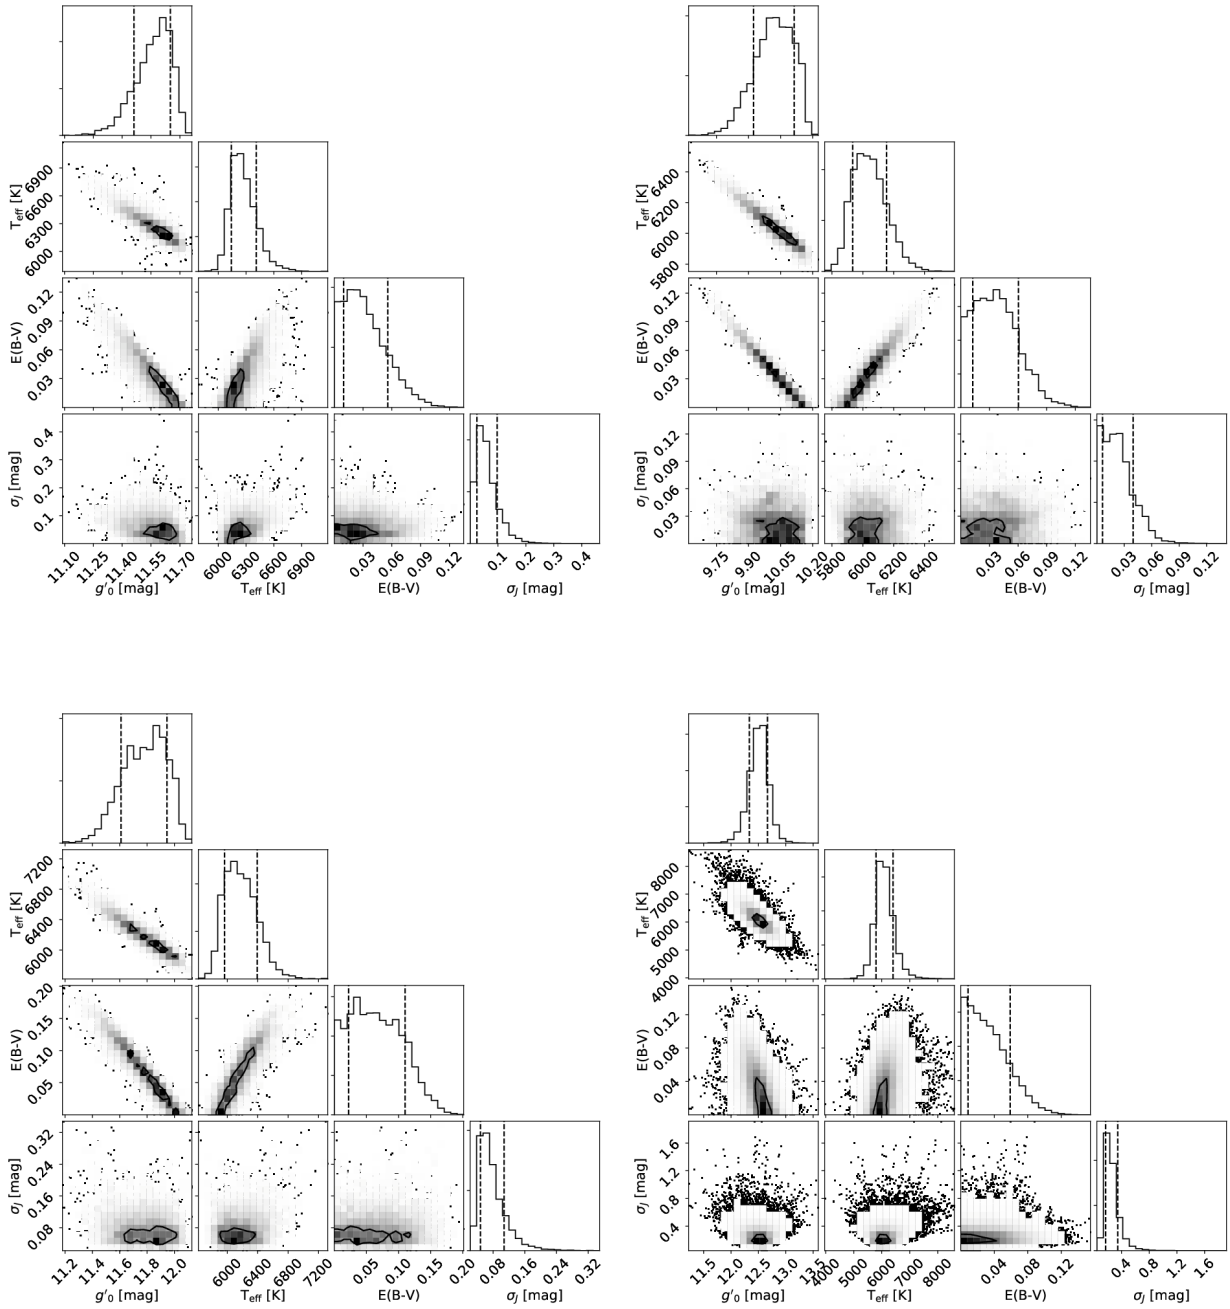 T_eff [K]
6900
6600
6300
6000
E(B-V)
0.12
0.09
0.06
0.03
σ_J [mag]
0.4
0.3
0.2
0.1
11.10 11.25 11.40 11.55 11.70
g'_0 [mag]
6000 6300 6600 6900
T_eff [K]
0.03 0.06 0.09 0.12
E(B-V)
0.1 0.2 0.3 0.4
σ_J [mag]
T_eff [K]
6400
6200
6000
5800
E(B-V)
0.12
0.09
0.06
0.03
σ_J [mag]
0.12
0.09
0.06
0.03
9.75 9.90 10.05 10.20
g'_0 [mag]
5800 6000 6200 6400
T_eff [K]
0.03 0.06 0.09 0.12
E(B-V)
0.03 0.06 0.09 0.12
σ_J [mag]
T_eff [K]
7200
6800
6400
6000
E(B-V)
0.20
0.15
0.10
0.05
σ_J [mag]
0.32
0.24
0.16
0.08
11.2 11.4 11.6 11.8 12.0
g'_0 [mag]
6000 6400 6800 7200
T_eff [K]
0.05 0.10 0.15 0.20
E(B-V)
0.08 0.16 0.24 0.32
σ_J [mag]
T_eff [K]
8000
7000
6000
5000
4000
E(B-V)
0.12
0.08
0.04
σ_J [mag]
1.6
1.2
0.8
0.4
11.5 12.0 12.5 13.0 13.5
g'_0 [mag]
4000 5000 6000 7000 8000
T_eff [K]
0.04 0.08 0.12
E(B-V)
0.4 0.8 1.2 1.6
σ_J [mag]